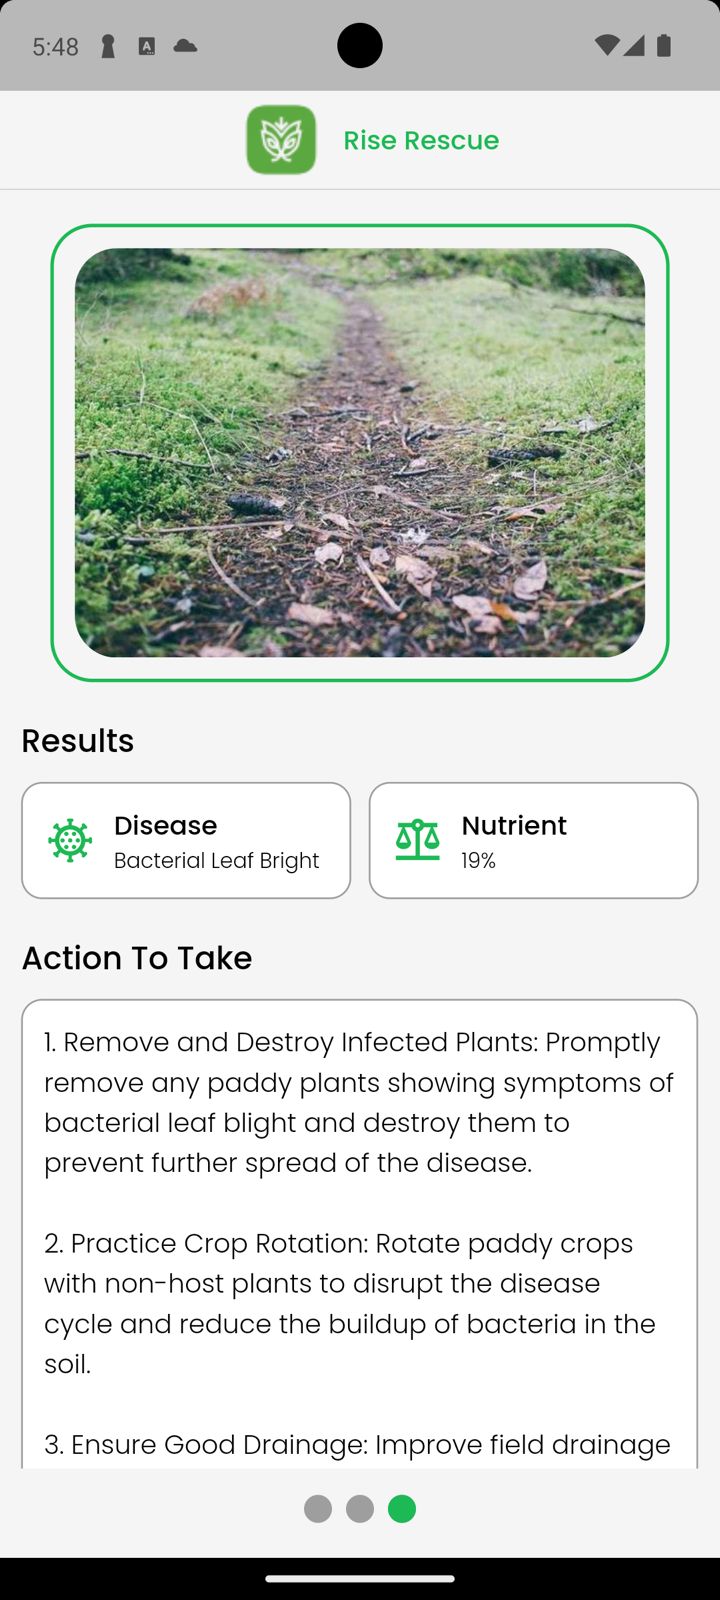 5:48
A
Rise Rescue
Results
Disease
Bacterial Leaf Bright
Nutrient
19%
Action To Take
1. Remove and Destroy Infected Plants: Promptly
remove any paddy plants showing symptoms of
bacterial leaf blight and destroy them to
prevent further spread of the disease.
2. Practice Crop Rotation: Rotate paddy crops
with non-host plants to disrupt the disease
cycle and reduce the buildup of bacteria in the
soil.
3. Ensure Good Drainage: Improve field drainage